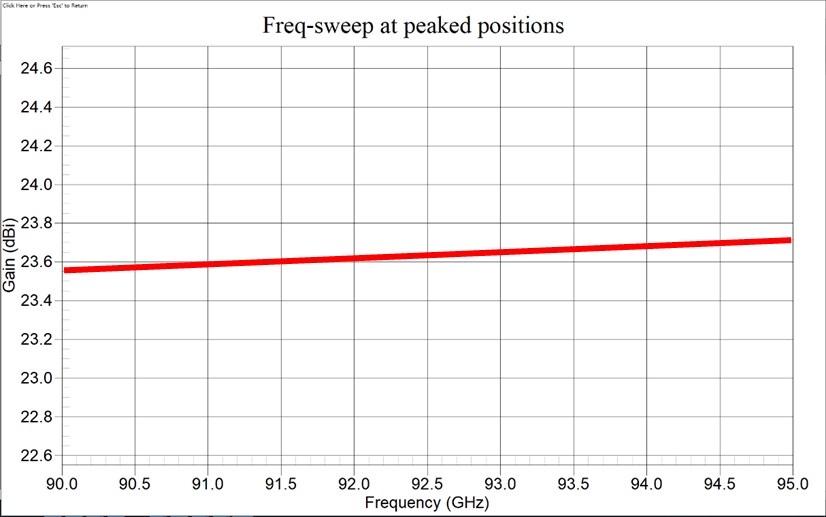 Click Here or Press 'Esc' to Return
Freq-sweep at peaked positions
24.6
24.4
24.2
24.0
23.8
23.6
23.4
23.2
23.0
22.8
22.6
Gain (dBi)
90.0 90.5 91.0 91.5 92.0 92.5 93.0 93.5 94.0 94.5 95.0
Frequency (GHz)